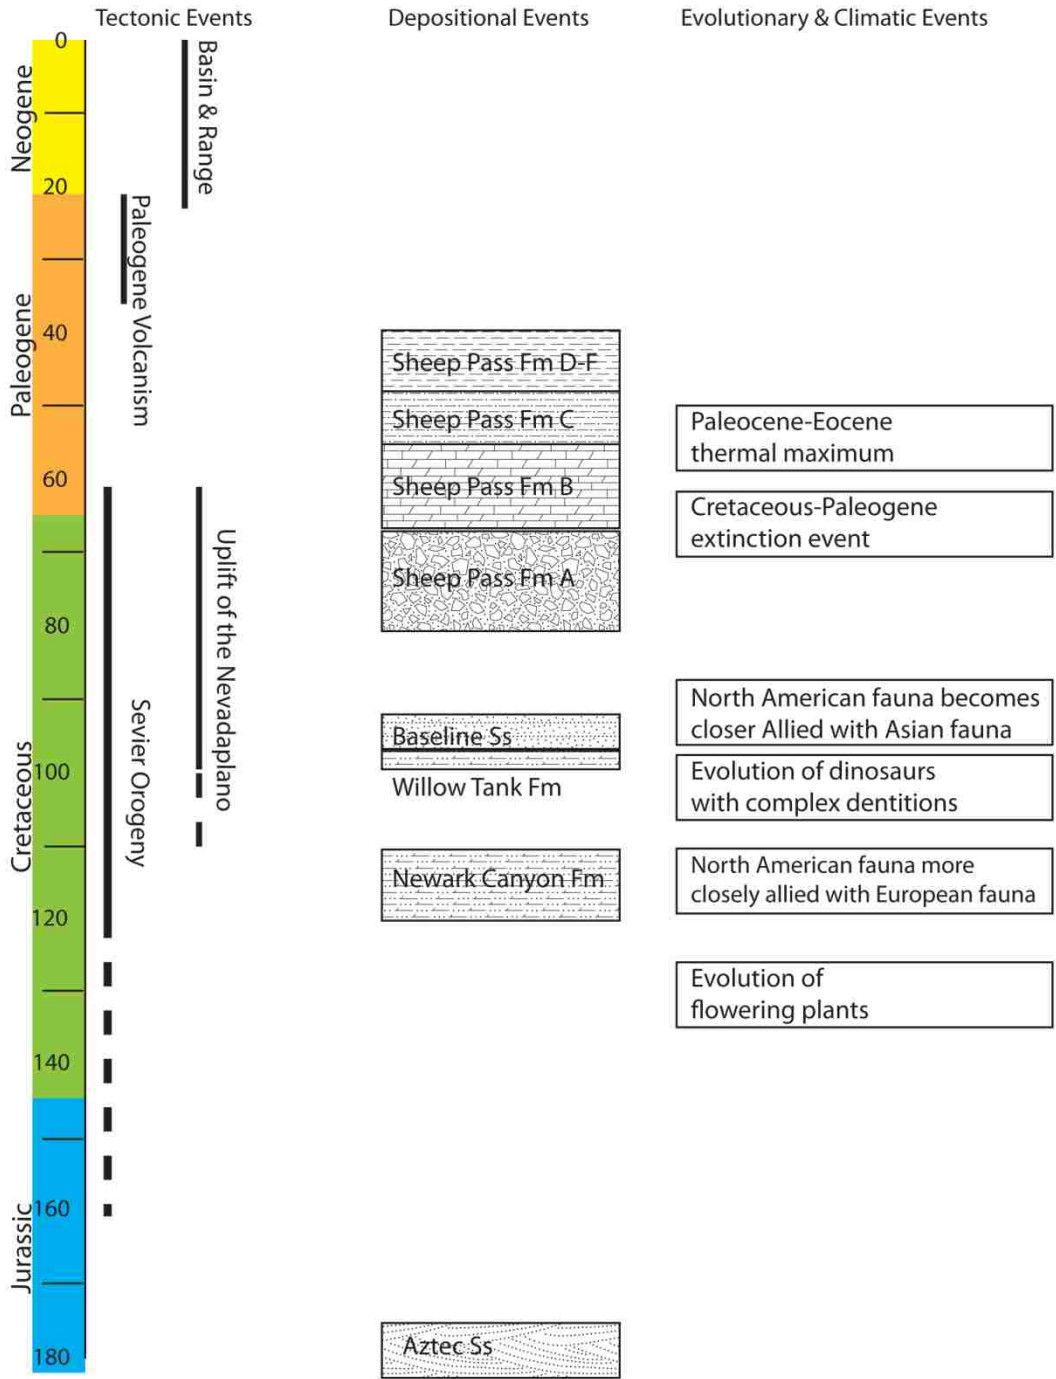 Tectonic Events
Depositional Events
Evolutionary & Climatic Events
0
20
40
60
80
100
120
140
160
180
Neogene
Paleogene
Cretaceous
Jurassic
Basin & Range
Paleogene Volcanism
Uplift of the Nevadaplano
Sevier Orogeny
Sheep Pass Fm D-F
Sheep Pass Fm C
Sheep Pass Fm B
Sheep Pass Fm A
Baseline Ss
Willow Tank Fm
Newark Canyon Fm
Aztec Ss
Paleocene-Eocene
thermal maximum
Cretaceous-Paleogene
extinction event
North American fauna becomes
closer Allied with Asian fauna
Evolution of dinosaurs
with complex dentitions
North American fauna more
closely allied with European fauna
Evolution of
flowering plants